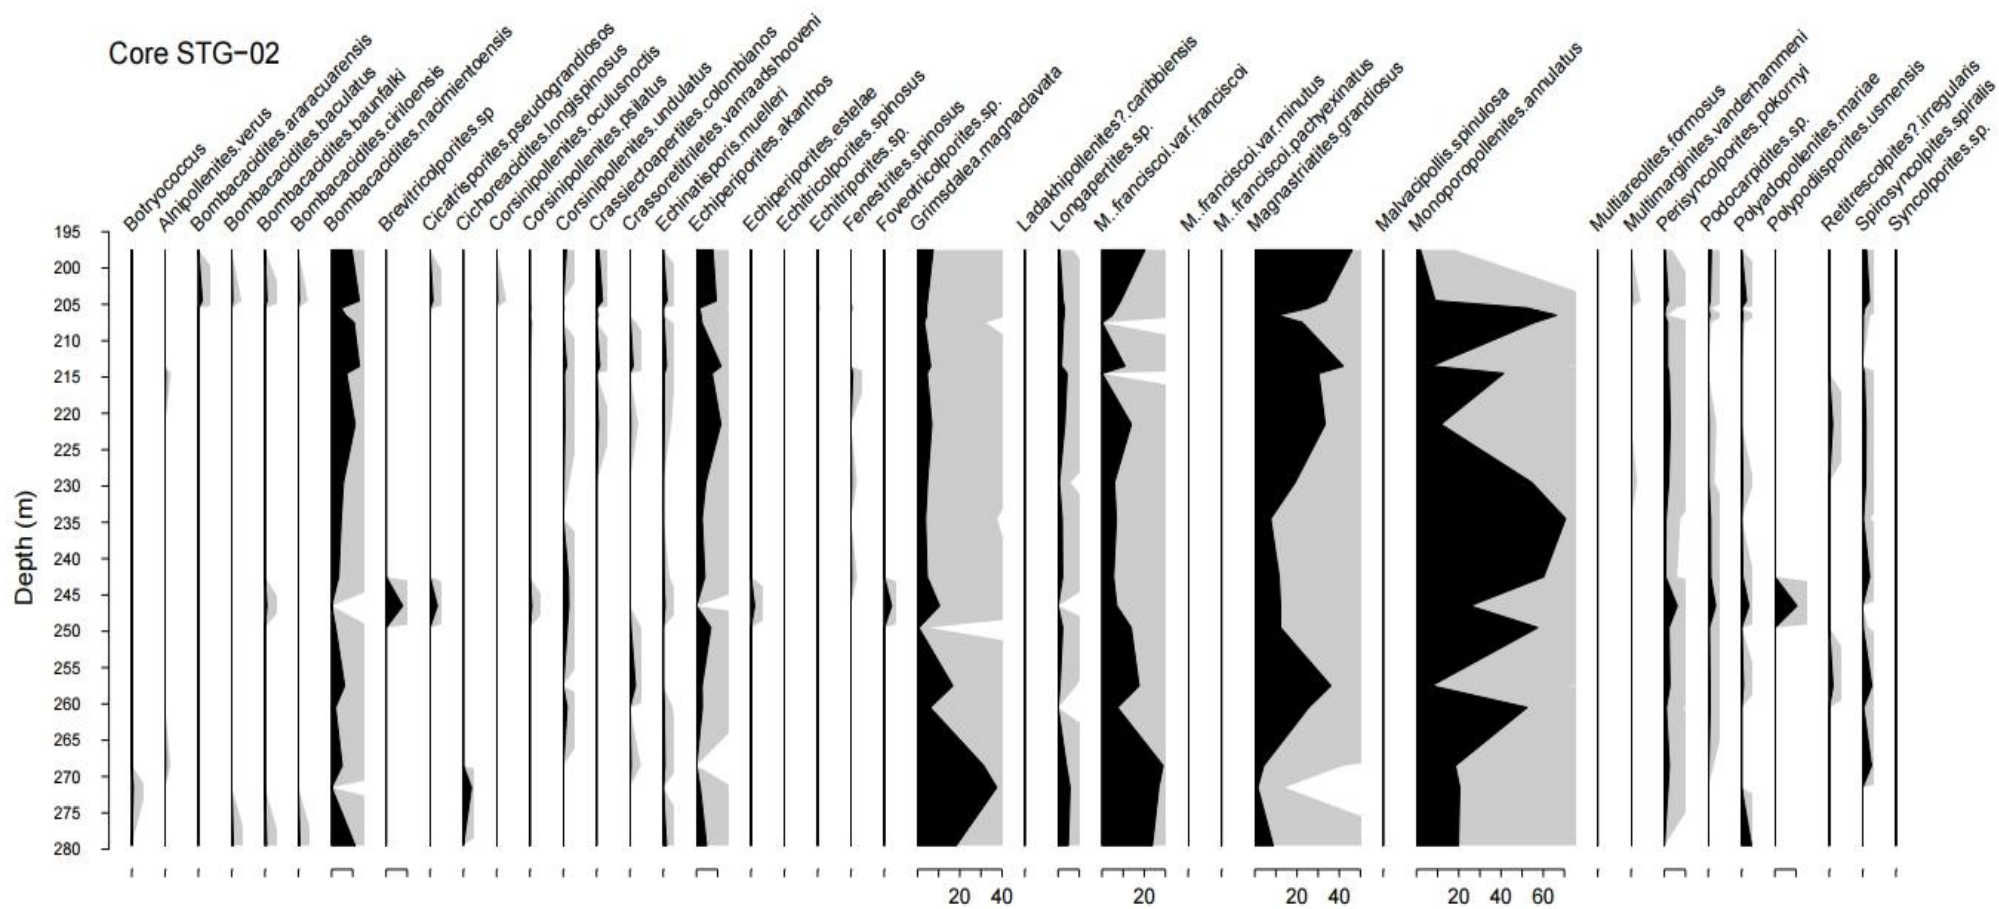 Core STG−02
Botryococcus
Alnipollenites.verus
Bombacacidites.araracuarensis
Bombacacidites.baculatus
Bombacacidites.baunfalki
Bombacacidites.ciriloensis
Bombacacidites.nacimientoensis
Brevitricolporites.sp
Cicatrisporites.pseudograndiosos
Cichoreacidites.longispinosus
Corsinipollenites.oculusnoctis
Corsinipollenites.psilatus
Corsinipollenites.undulatus
Crassiectoapertites.colombianos
Crassoretitriletes.vanraadshooveni
Echinatisporis.muelleri
Echiperiporites.akanthos
Echiperiporites.estelae
Echitricolporites.spinosus
Echitriporites.sp.
Fenestrites.spinosus
Foveotricolporites.sp.
Grimsdalea.magnaclavata
Ladakhipollenites?.caribbiensis
Longapertites.sp.
M..franciscoi.var.franciscoi
M..franciscoi.var.minutus
M..franciscoi.pachyexinatus
Magnastriatites.grandiosus
Malvacipollis.spinulosa
Monoporopollenites.annulatus
Multiareolites.formosus
Multimarginites.vanderhammeni
Perisyncolporites.pokornyi
Podocarpidites.sp.
Polyadopollenites.mariae
Polypodiisporites.usmensis
Retitrescolpites?.irregularis
Spirosyncolpites.spiralis
Syncolporites.sp.
Depth (m)
195
200
205
210
215
220
225
230
235
240
245
250
255
260
265
270
275
280
20 40 20 20 40 20 40 60